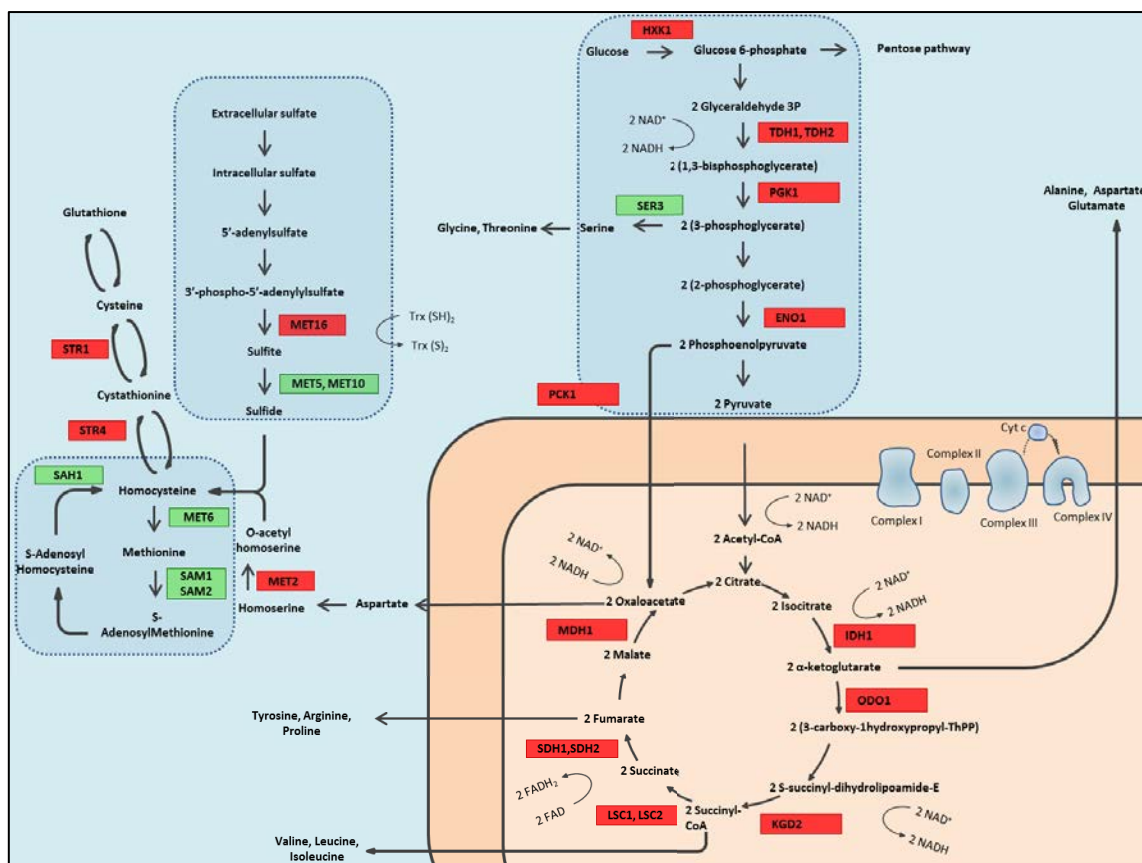 HXK1
Glucose
Glucose 6-phosphate
Pentose pathway
2 Glyceraldehyde 3P
2 NAD⁺
2 NADH
TDH1, TDH2
2 (1,3-bisphosphoglycerate)
PGK1
SER3
Glycine, Threonine
Serine
2 (3-phosphoglycerate)
2 (2-phosphoglycerate)
ENO1
2 Phosphoenolpyruvate
PCK1
2 Pyruvate
Extracellular sulfate
Intracellular sulfate
5'-adenylsulfate
3'-phospho-5'-adenylylsulfate
MET16
Trx (SH)₂
Trx (S)₂
Sulfite
MET5, MET10
Sulfide
Glutathione
Cysteine
STR1
Cystathionine
STR4
SAH1
Homocysteine
MET6
Methionine
SAM1
SAM2
S-
AdenosylMethionine
S-Adenosyl
Homocysteine
O-acetyl
homoserine
MET2
Homoserine
Aspartate
Alanine, Aspartate
Glutamate
Complex I
Complex II
Complex III
Cyt c
Complex IV
2 NAD⁺
2 NADH
2 Acetyl-CoA
2 Citrate
2 NAD⁺
2 NADH
2 Oxaloacetate
2 Isocitrate
2 NAD⁺
2 NADH
MDH1
IDH1
2 Malate
2 α-ketoglutarate
ODO1
2 Fumarate
2 (3-carboxy-1hydroxypropyl-ThPP)
Tyrosine, Arginine,
Proline
SDH1,SDH2
2 Succinate
2 S-succinyl-dihydrolipoamide-E
2 FADH₂
2 FAD
LSC1, LSC2
2 Succinyl-
CoA
KGD2
2 NAD⁺
2 NADH
Valine, Leucine,
Isoleucine